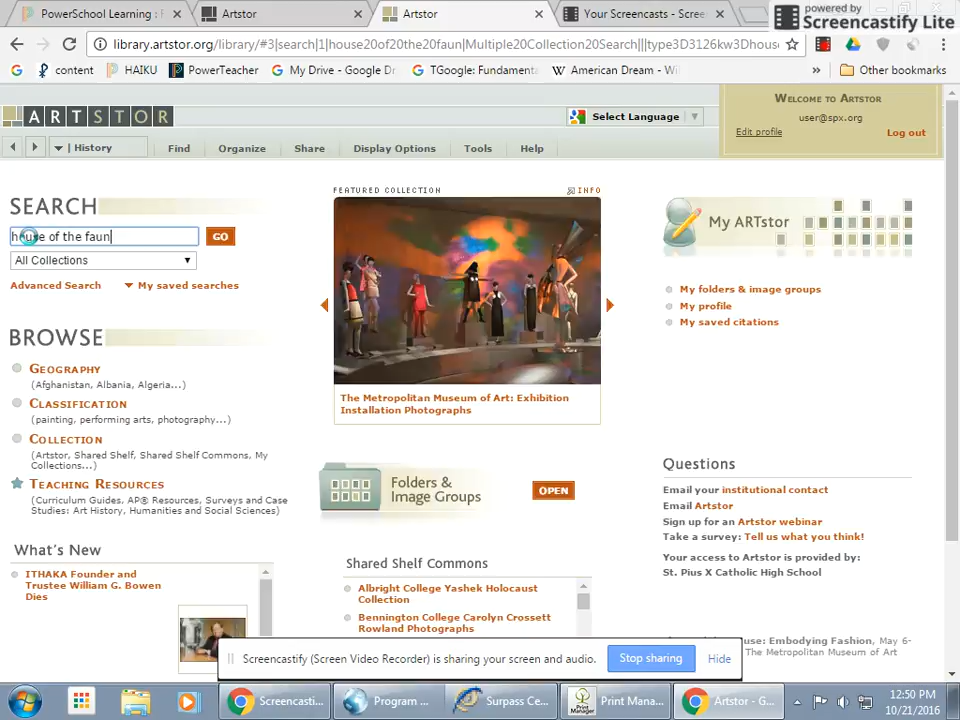 PowerSchool Learning : F
Artstor
Artstor
Your Screencasts - Scree
powered by
Screencastify Lite
library.artstor.org/library/#3|search|1|house20of20the20faun|Multiple20Collection20Search|||type3D3126kw3Dhous
content
HAIKU
PowerTeacher
My Drive - Google Dr
TGoogle: Fundamenta
American Dream - Wi
»
Other bookmarks
ARTSTOR
Select Language
WELCOME TO ARTSTOR
user@spx.org
Edit profile
Log out
| History
Find
Organize
Share
Display Options
Tools
Help
SEARCH
house of the faun
GO
All Collections
Advanced Search
My saved searches
BROWSE
GEOGRAPHY
(Afghanistan, Albania, Algeria...)
CLASSIFICATION
(painting, performing arts, photography...)
COLLECTION
(Artstor, Shared Shelf, Shared Shelf Commons, My
Collections...)
TEACHING RESOURCES
(Curriculum Guides, AP® Resources, Surveys and Case
Studies: Art History, Humanities and Social Sciences)
What's New
ITHAKA Founder and
Trustee William G. Bowen
Dies
FEATURED COLLECTION
INFO
The Metropolitan Museum of Art: Exhibition
Installation Photographs
Folders &
Image Groups
OPEN
Shared Shelf Commons
Albright College Yashek Holocaust
Collection
Bennington College Carolyn Crossett
Rowland Photographs
My ARTstor
My folders & image groups
My profile
My saved citations
Questions
Email your institutional contact
Email Artstor
Sign up for an Artstor webinar
Take a survey: Tell us what you think!
Your access to Artstor is provided by:
St. Pius X Catholic High School
use: Embodying Fashion, May 6-
The Metropolitan Museum of Art
Screencastify (Screen Video Recorder) is sharing your screen and audio.
Stop sharing
Hide
Screencasti...
Program ...
Surpass Ce...
Print Mana...
Artstor - G...
12:50 PM
10/21/2016